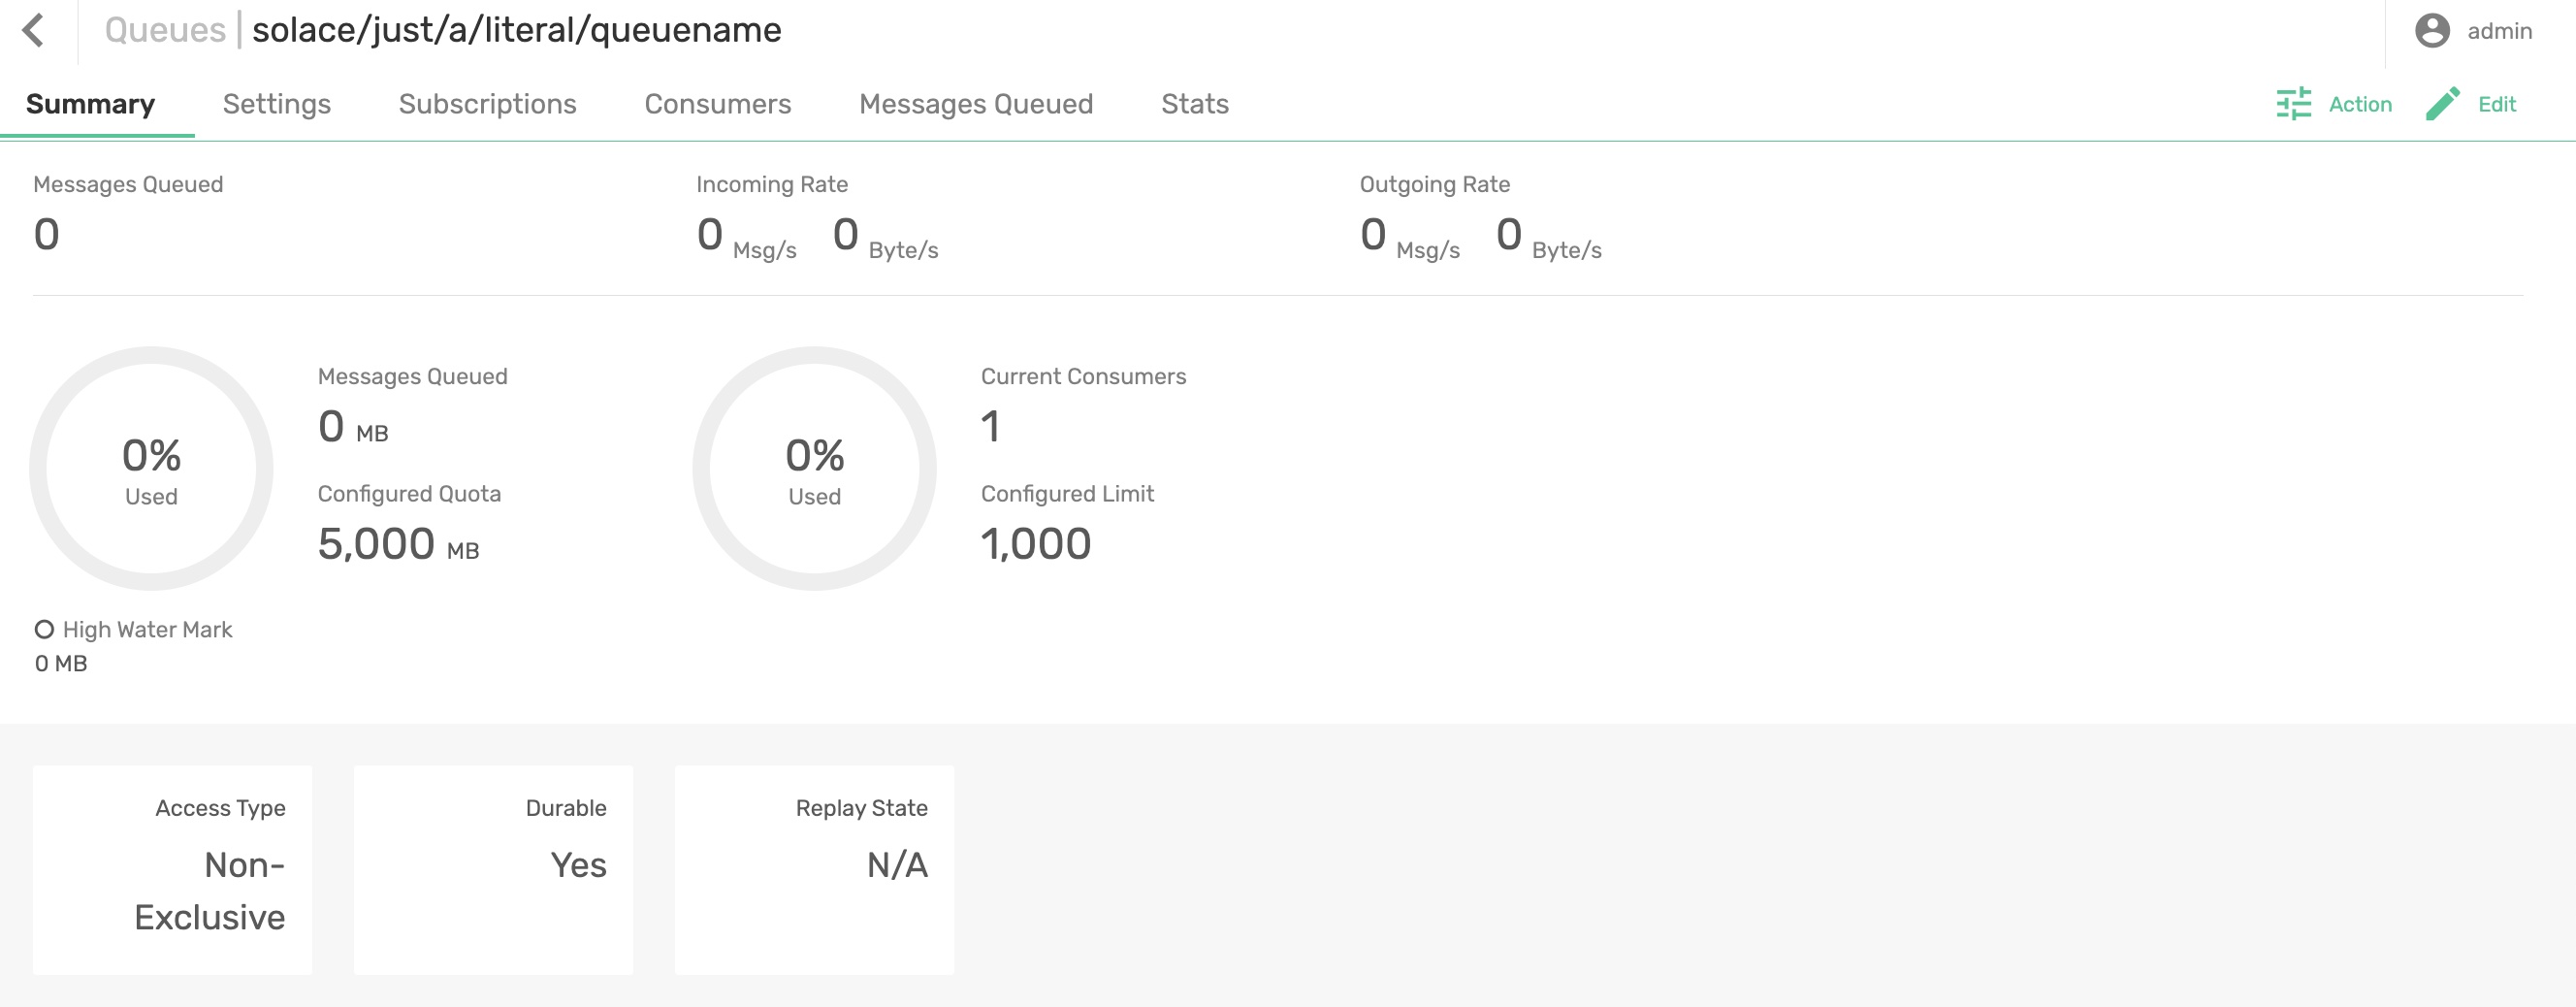 Queues | solace/just/a/literal/queuename
admin
Summary Settings Subscriptions Consumers Messages Queued Stats
Action Edit
Messages Queued
0
Incoming Rate
0 Msg/s 0 Byte/s
Outgoing Rate
0 Msg/s 0 Byte/s
0%
Used
Messages Queued
0 MB
Configured Quota
5,000 MB
High Water Mark
0 MB
0%
Used
Current Consumers
1
Configured Limit
1,000
Access Type
Non-
Exclusive
Durable
Yes
Replay State
N/A